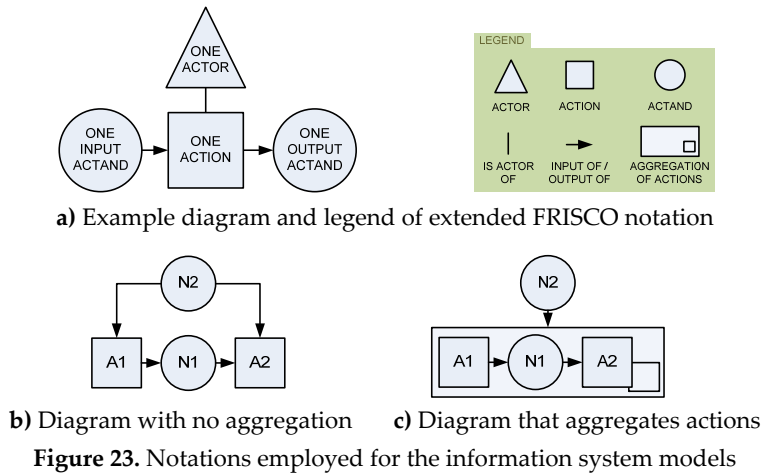 ONE
ACTOR
ONE
INPUT
ACTAND
ONE
ACTION
ONE
OUTPUT
ACTAND
LEGEND
ACTOR
ACTION
ACTAND
IS ACTOR
OF
INPUT OF /
OUTPUT OF
AGGREGATION
OF ACTIONS
a) Example diagram and legend of extended FRISCO notation
N2
A1
N1
A2
N2
A1
N1
A2
b) Diagram with no aggregation
c) Diagram that aggregates actions
Figure 23. Notations employed for the information system models